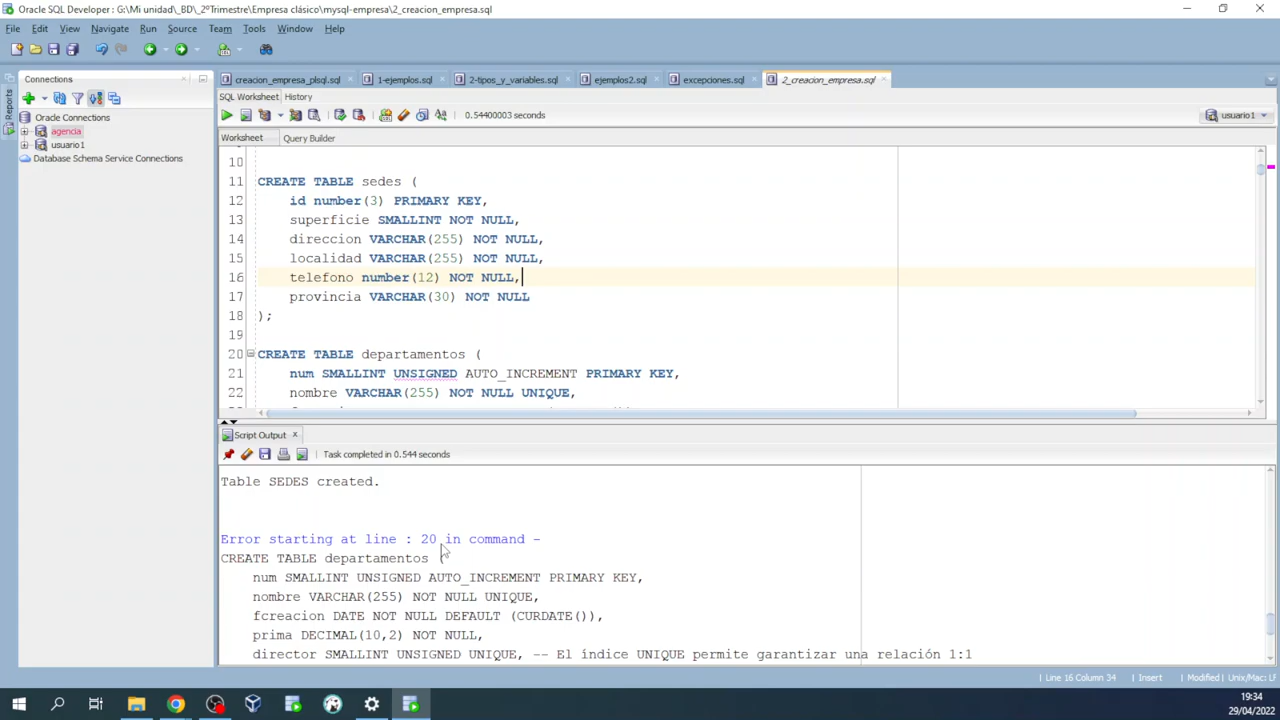 Oracle SQL Developer : G:\Mi unidad\_BD\_2ºTrimestre\Empresa clásico\mysql-empresa\2_creacion_empresa.sql
File Edit View Navigate Run Source Team Tools Window Help
Connections
creacion_empresa_plsql.sql
1-ejemplos.sql
2-tipos_y_variables.sql
ejemplos2.sql
excepciones.sql
2_creacion_empresa.sql
SQL Worksheet History
0.54400003 seconds
usuario1
Reports
Oracle Connections
agencia
usuario1
Database Schema Service Connections
Worksheet Query Builder
10
11 CREATE TABLE sedes (
12 id number(3) PRIMARY KEY,
13 superficie SMALLINT NOT NULL,
14 direccion VARCHAR(255) NOT NULL,
15 localidad VARCHAR(255) NOT NULL,
16 telefono number(12) NOT NULL,
17 provincia VARCHAR(30) NOT NULL
18 );
19
20 CREATE TABLE departamentos (
21 num SMALLINT UNSIGNED AUTO_INCREMENT PRIMARY KEY,
22 nombre VARCHAR(255) NOT NULL UNIQUE,
Script Output x
Task completed in 0.544 seconds
Table SEDES created.
Error starting at line : 20 in command -
CREATE TABLE departamentos (
num SMALLINT UNSIGNED AUTO_INCREMENT PRIMARY KEY,
nombre VARCHAR(255) NOT NULL UNIQUE,
fcreacion DATE NOT NULL DEFAULT (CURDATE()),
prima DECIMAL(10,2) NOT NULL,
director SMALLINT UNSIGNED UNIQUE, -- El índice UNIQUE permite garantizar una relación 1:1
Line 16 Column 34 Insert Modified Unix/Mac: LF
19:34
29/04/2022